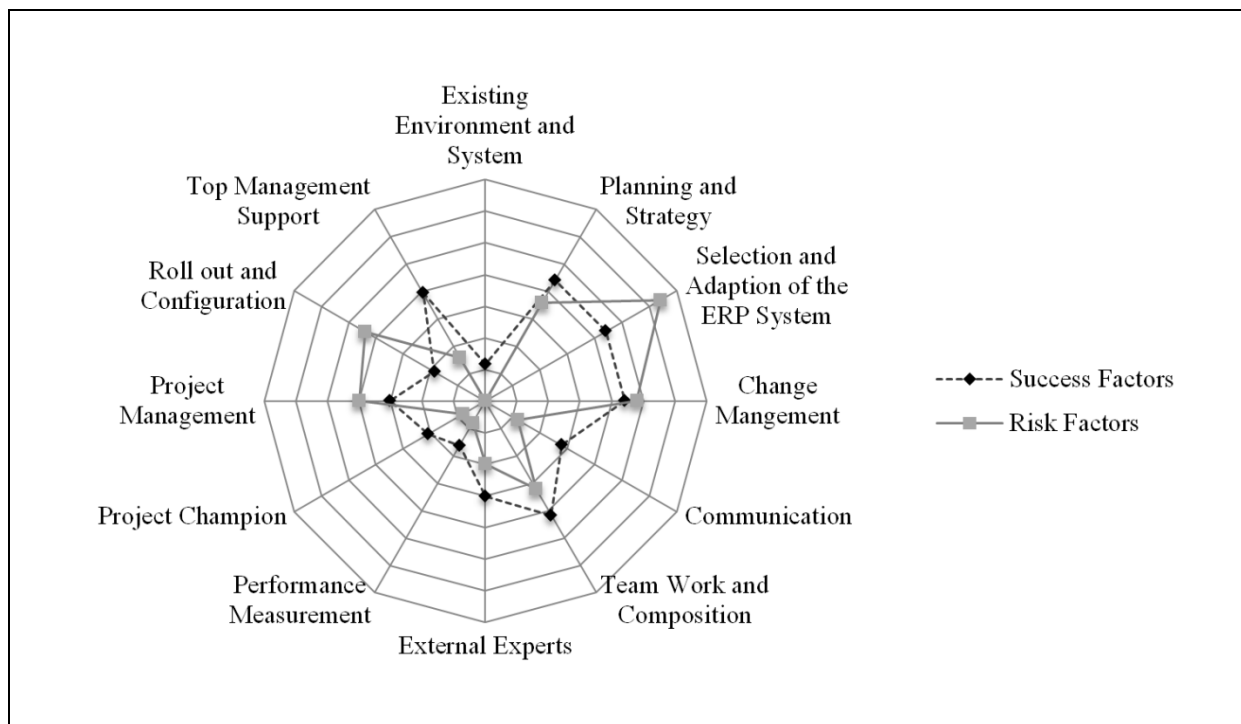 Existing
Environment and
System
Planning and
Strategy
Selection and
Adaption of the
ERP System
Change
Mangement
Communication
Team Work and
Composition
External Experts
Performance
Measurement
Project Champion
Project
Management
Roll out and
Configuration
Top Management
Support
Success Factors
Risk Factors